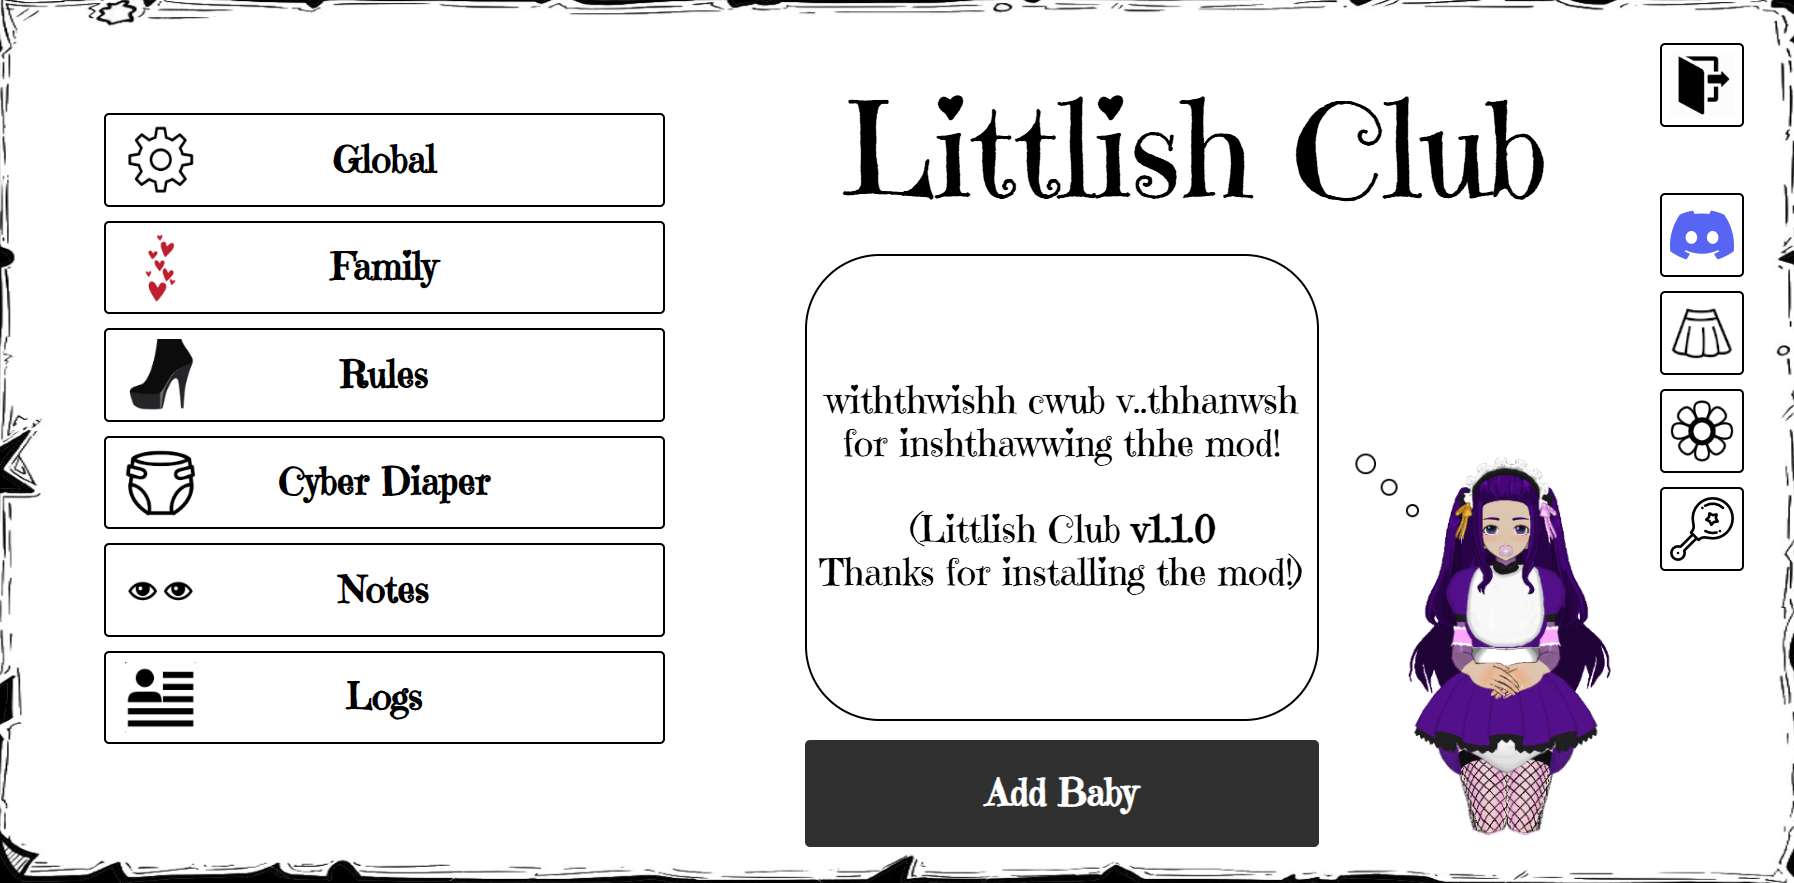 Global
Family
Rules
Cyber Diaper
Notes
Logs
Littlish Club
withthwishh cwub v..thhanwsh
for inshthawwing thhe mod!
(Littlish Club v1.1.0
Thanks for installing the mod!)
Add Baby